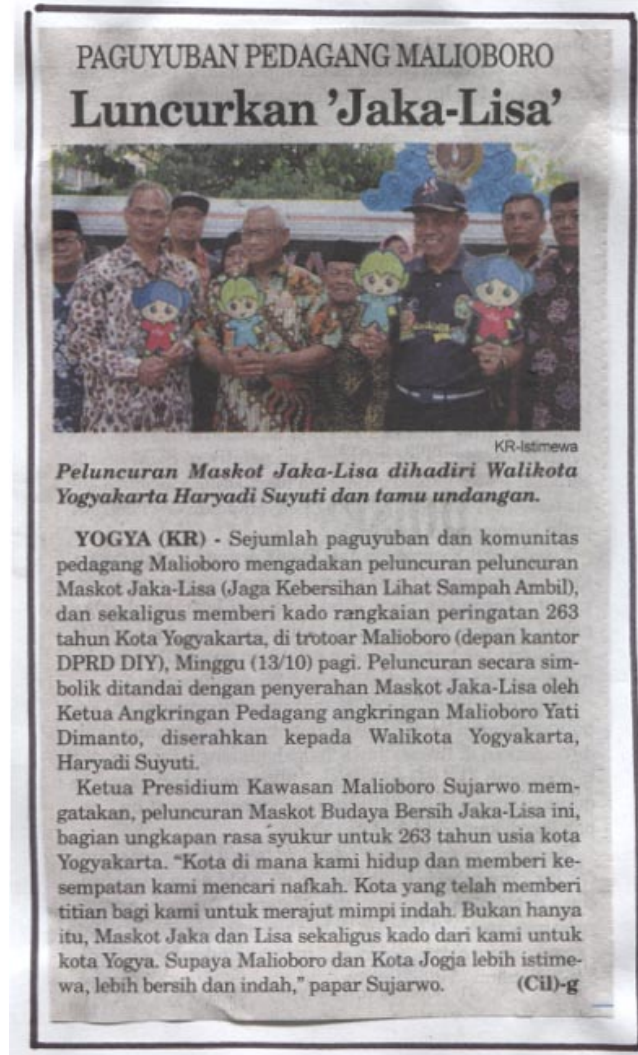 PAGUYUBAN PEDAGANG MALIOBORO
Luncurkan 'Jaka-Lisa'
KR-Istimewa
Peluncuran Maskot Jaka-Lisa dihadiri Walikota
Yogyakarta Haryadi Suyuti dan tamu undangan.
YOGYA (KR) - Sejumlah paguyuban dan komunitas
pedagang Malioboro mengadakan peluncuran peluncuran
Maskot Jaka-Lisa (Jaga Kebersihan Lihat Sampah Ambil),
dan sekaligus memberi kado rangkaian peringatan 263
tahun Kota Yogyakarta, di trotoar Malioboro (depan kantor
DPRD DIY), Minggu (13/10) pagi. Peluncuran secara sim-
bolik ditandai dengan penyerahan Maskot Jaka-Lisa oleh
Ketua Angkringan Pedagang angkringan Malioboro Yati
Dimanto, diserahkan kepada Walikota Yogyakarta,
Haryadi Suyuti.
Ketua Presidium Kawasan Malioboro Sujarwo mem-
gatakan, peluncuran Maskot Budaya Bersih Jaka-Lisa ini,
bagian ungkapan rasa syukur untuk 263 tahun usia kota
Yogyakarta. “Kota di mana kami hidup dan memberi ke-
sempatan kami mencari nafkah. Kota yang telah memberi
titian bagi kami untuk merajut mimpi indah. Bukan hanya
itu, Maskot Jaka dan Lisa sekaligus kado dari kami untuk
kota Yogya. Supaya Malioboro dan Kota Jogja lebih istime-
wa, lebih bersih dan indah,” papar Sujarwo. (Cil)-g